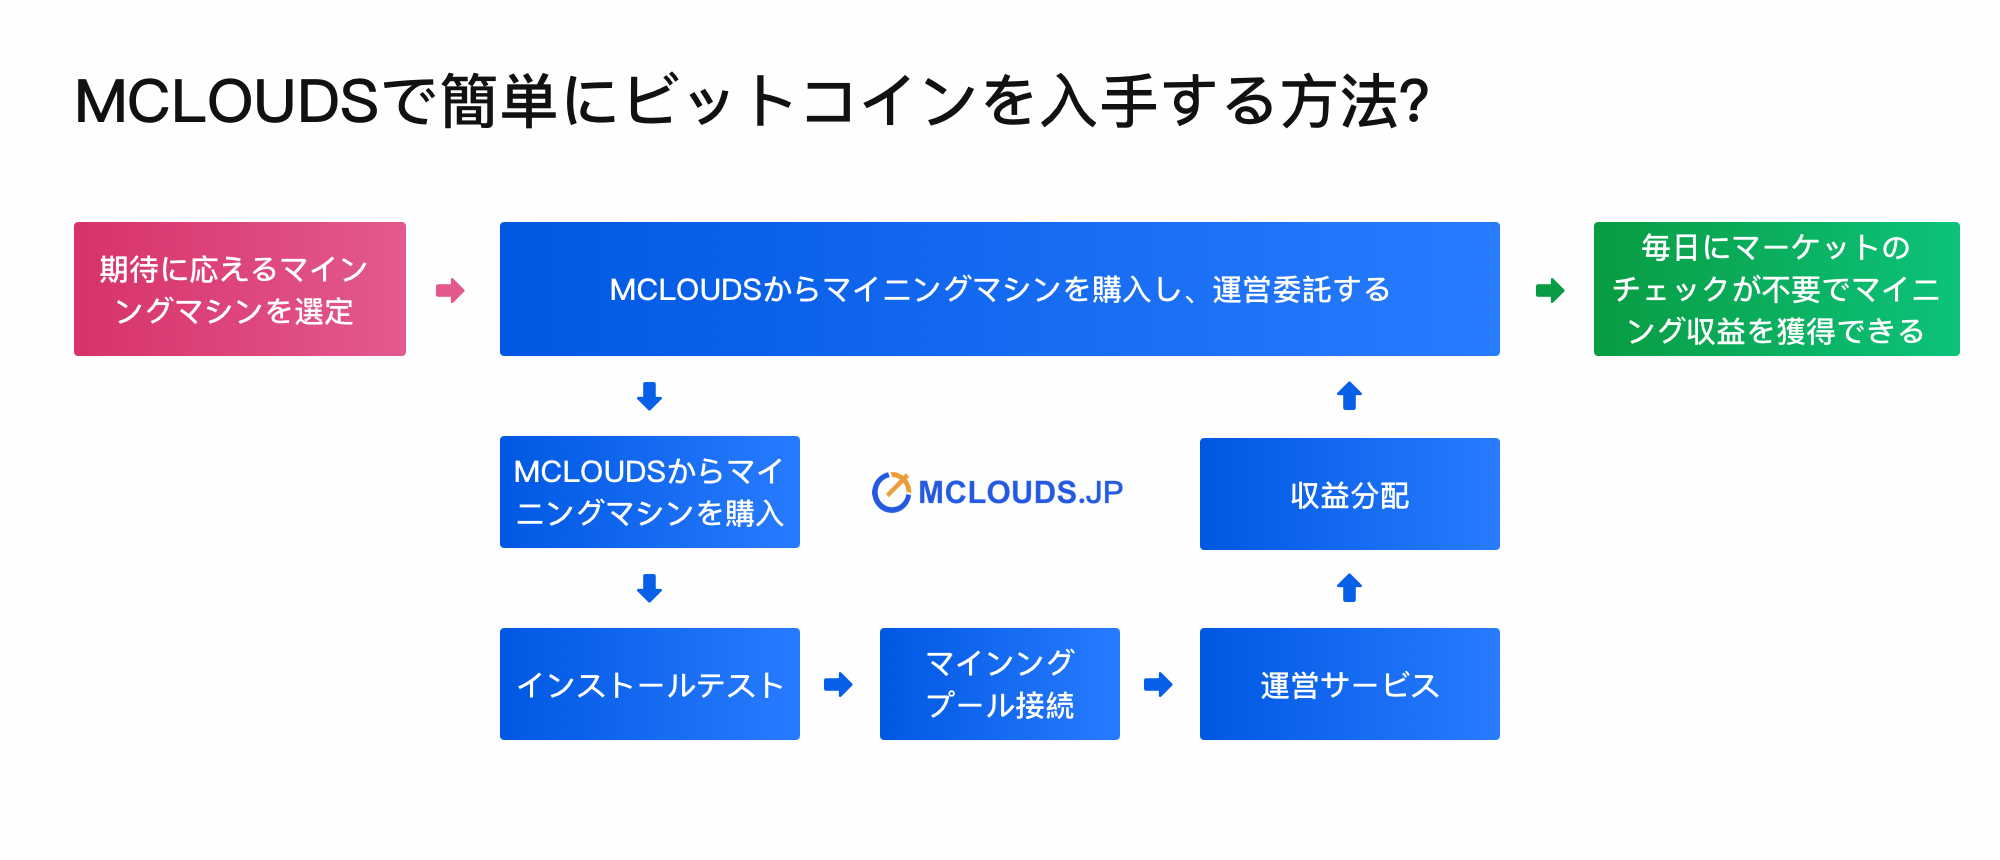 MCLOUDSで簡単にビットコインを入手する方法?
期待に応えるマイン
ングマシンを選定
MCLOUDSからマイニングマシンを購入し、運営委託する
毎日にマーケットの
チェックが不要でマイニ
ング収益を獲得できる
MCLOUDSからマイ
ニングマシンを購入
MCLOUDS.JP
収益分配
インストールテスト
マインング
プール接続
運営サービス